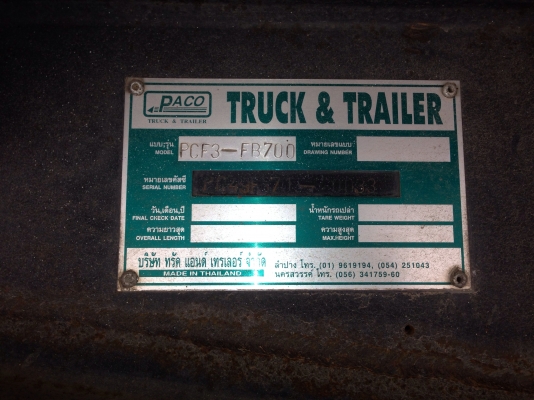 PACO
TRUCK & TRAILER
TRUCK & TRAILER
แบบ:รุ่น
MODEL
PCF3-FB700
หมายเลขแบบ
DRAWING NUMBER
หมายเลขคัสซี
SERIAL NUMBER
วัน,เดือน,ปี
FINAL CHECK DATE
น้ำหนักรถเปล่า
TARE WEIGHT
ความยาวสุด
OVERALL LENGTH
ความสูงสุด
MAX.HEIGHT
บริษัท ทรัค แอนด์ เทรเลอร์ จำกัด
MADE IN THAILAND
ลำปาง โทร. (01) 9619194, (054) 251643
นครสวรรค์ โทร. (056) 341759-60